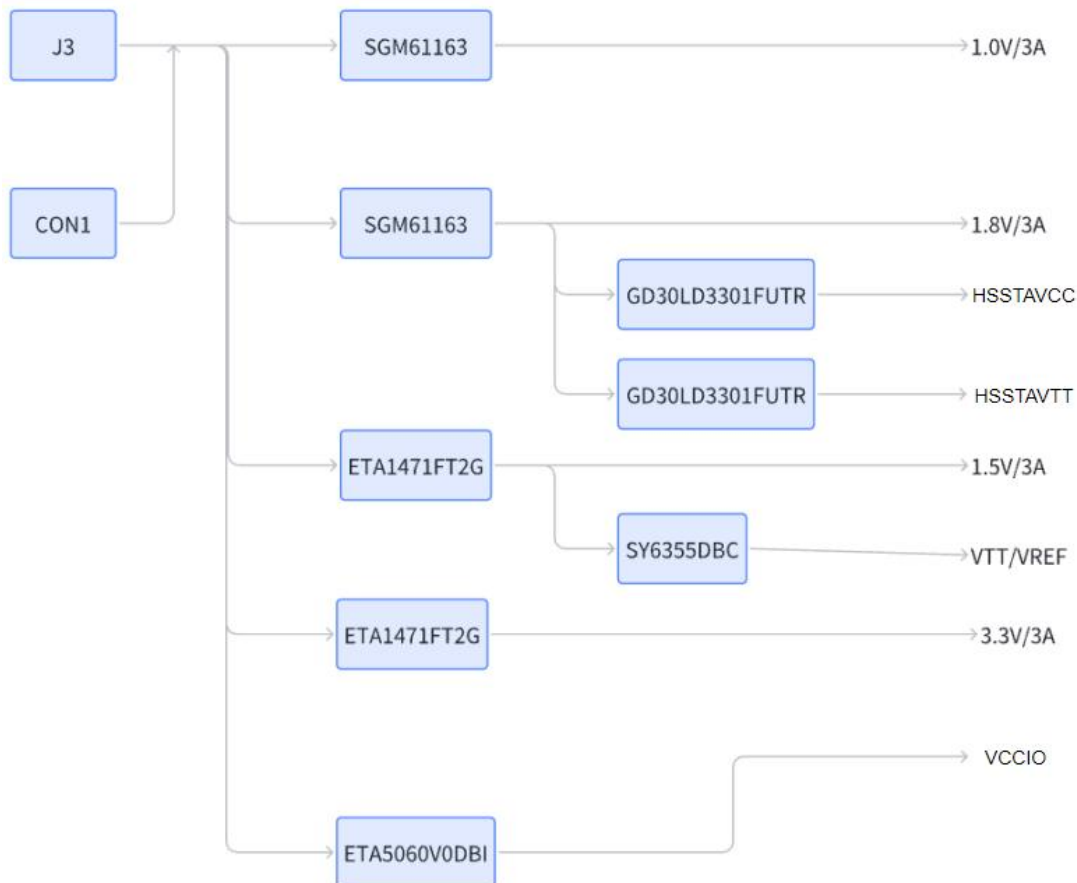 J3
SGM61163
1.0V/3A
CON1
SGM61163
1.8V/3A
GD30LD3301FUTR
HSSTAVCC
GD30LD3301FUTR
HSSTAVTT
ETA1471FT2G
1.5V/3A
SY6355DBC
VTT/VREF
ETA1471FT2G
3.3V/3A
VCCIO
ETA5060V0DBI